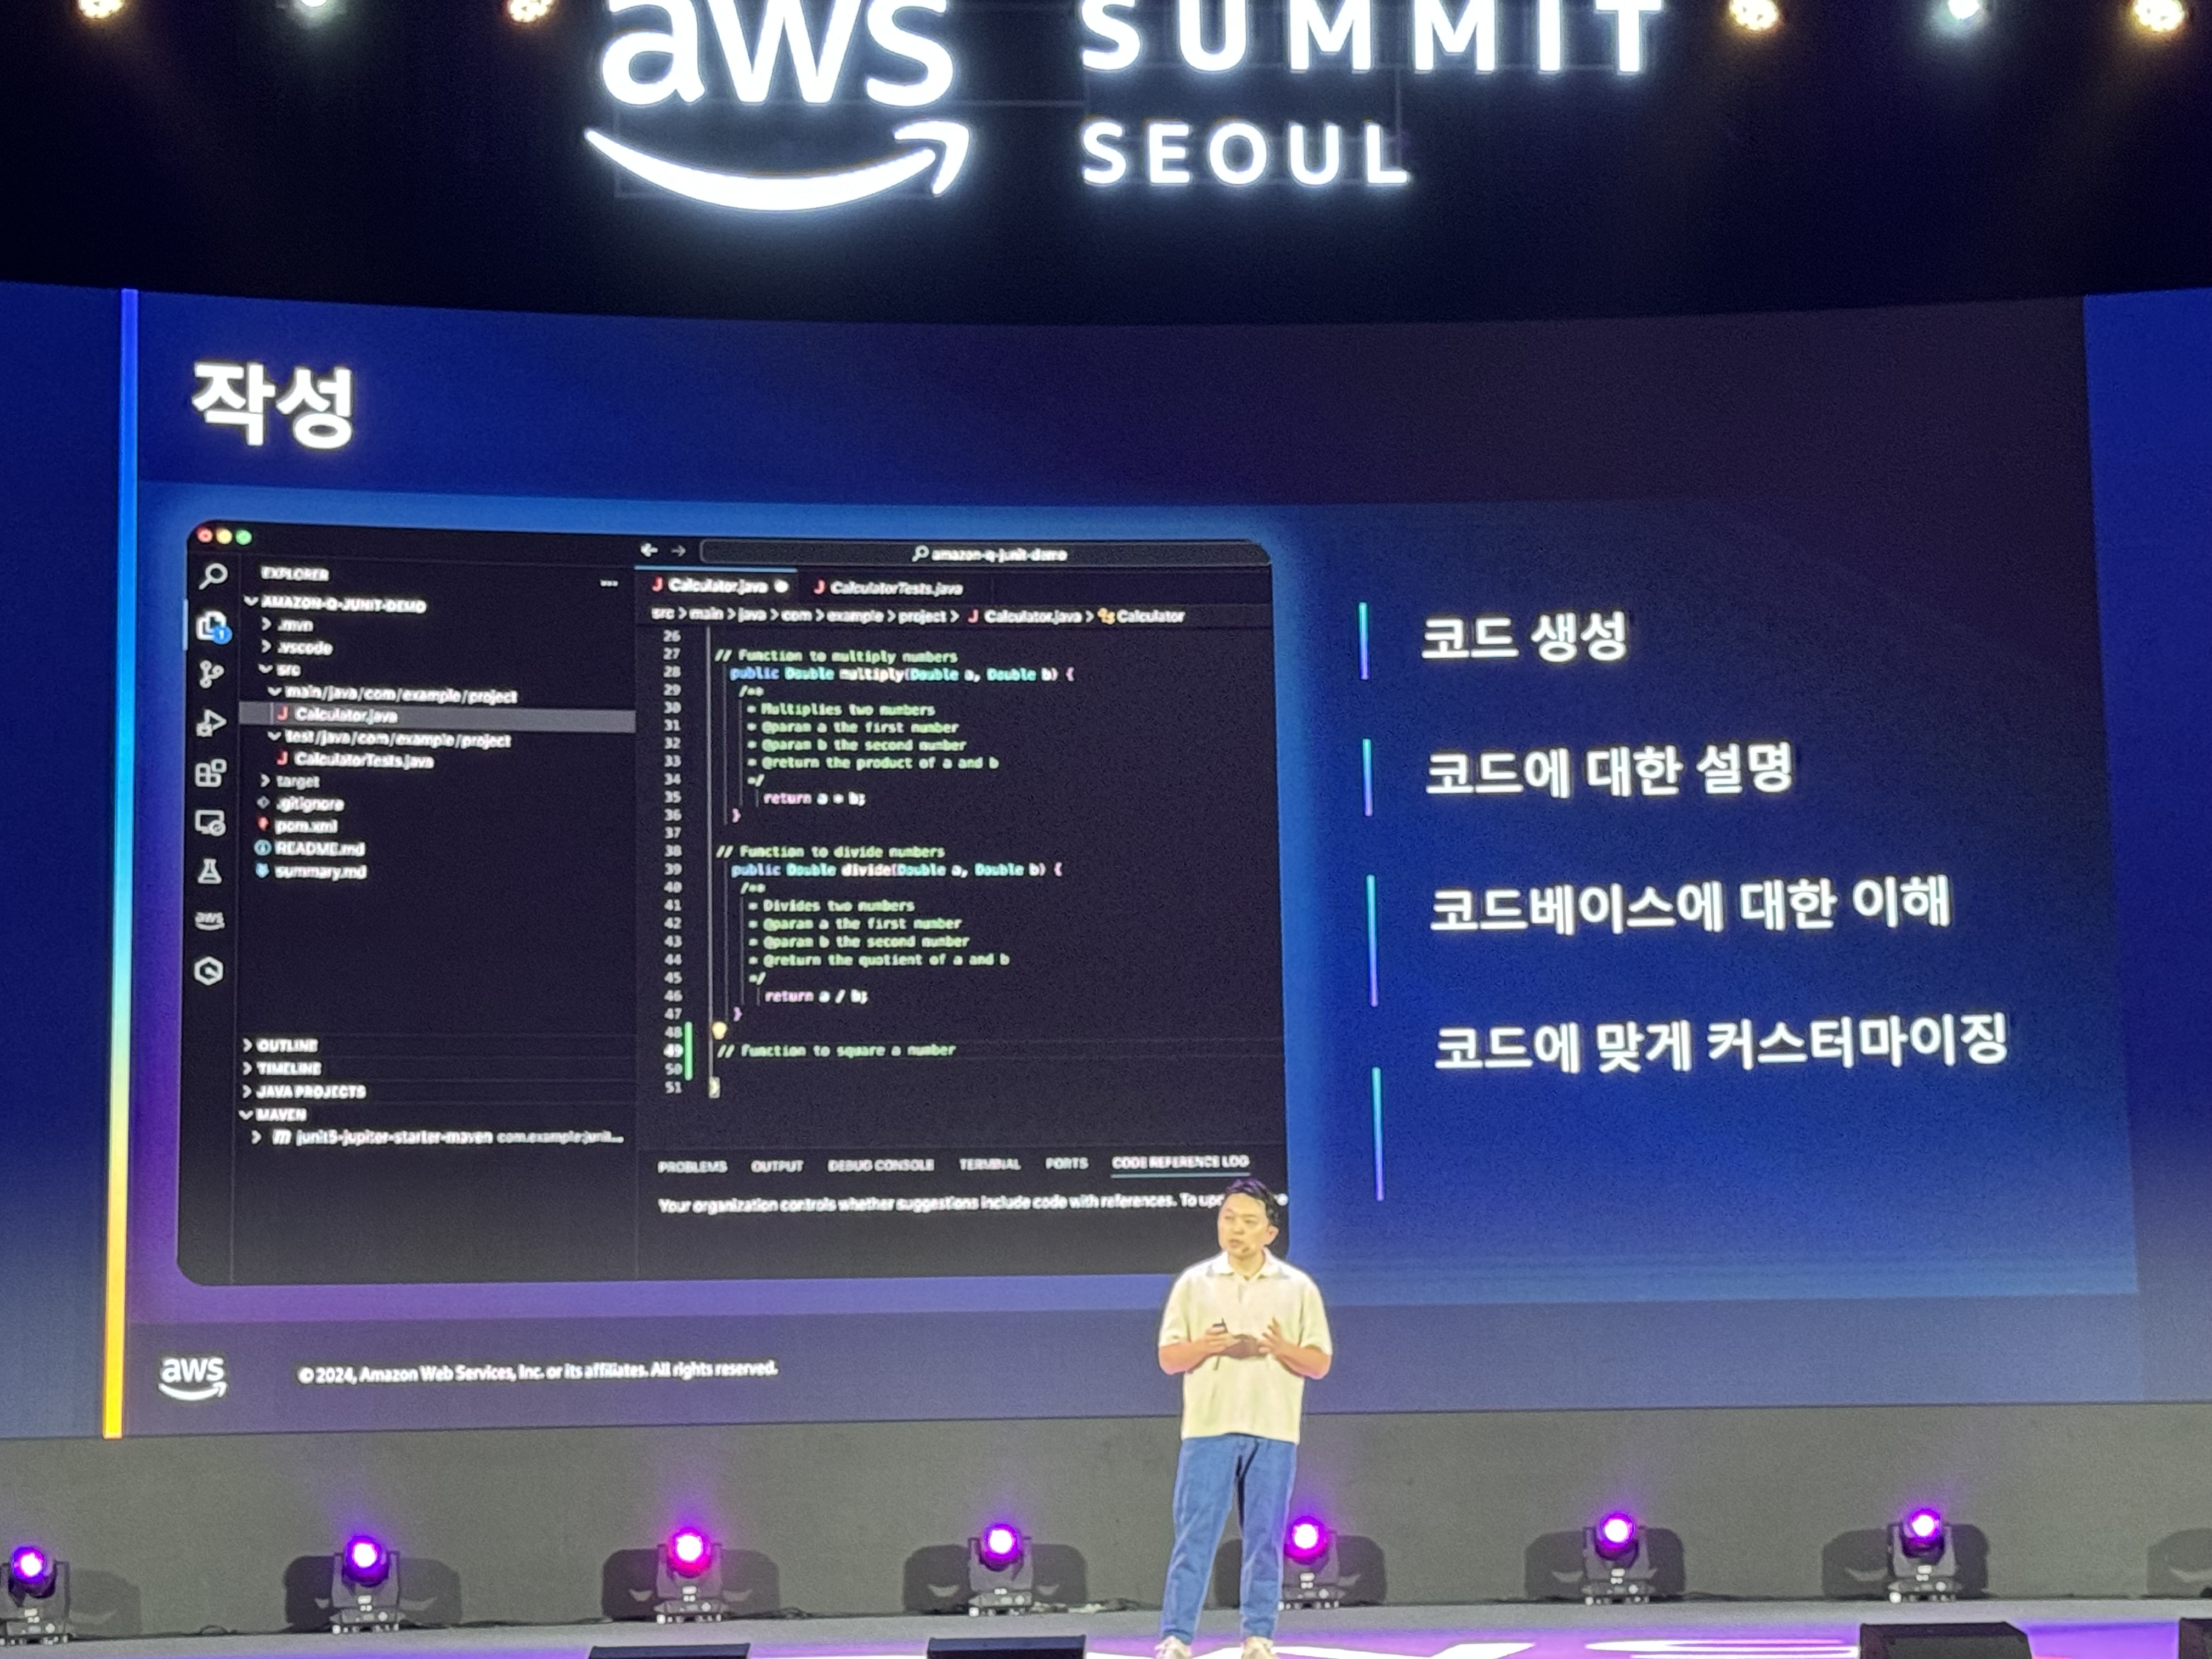 aws SUMMIT
SEOUL
작성
amazon-q-junit-demo
EXPLORER
AMAZON-Q-JUNIT-DEMO
.mvn
.vscode
src
main/java/com/example/project
Calculator.java
test/java/com/example/project
CalculatorTests.java
target
.gitignore
pom.xml
README.md
summary.md
aws
OUTLINE
TIMELINE
JAVA PROJECTS
MAVEN
junit5-jupiter-starter-maven com.example:junit...
Calculator.java CalculatorTests.java
src > main > java > com > example > project > Calculator.java > Calculator
26
27 // Function to multiply numbers
28 public Double multiply(Double a, Double b) {
29 /**
30 * Multiplies two numbers
31 * @param a the first number
32 * @param b the second number
33 * @return the product of a and b
34 */
35 return a * b;
36 }
37
38 // Function to divide numbers
39 public Double divide(Double a, Double b) {
40 /**
41 * Divides two numbers
42 * @param a the first number
43 * @param b the second number
44 * @return the quotient of a and b
45 */
46 return a / b;
47 }
48
49 // Function to square a number
50
51 }
PROBLEMS OUTPUT DEBUG CONSOLE TERMINAL PORTS CODE REFERENCE LOG
Your organization controls whether suggestions include code with references. To
코드 생성
코드에 대한 설명
코드베이스에 대한 이해
코드에 맞게 커스터마이징
aws © 2024, Amazon Web Services, Inc. or its affiliates. All rights reserved.